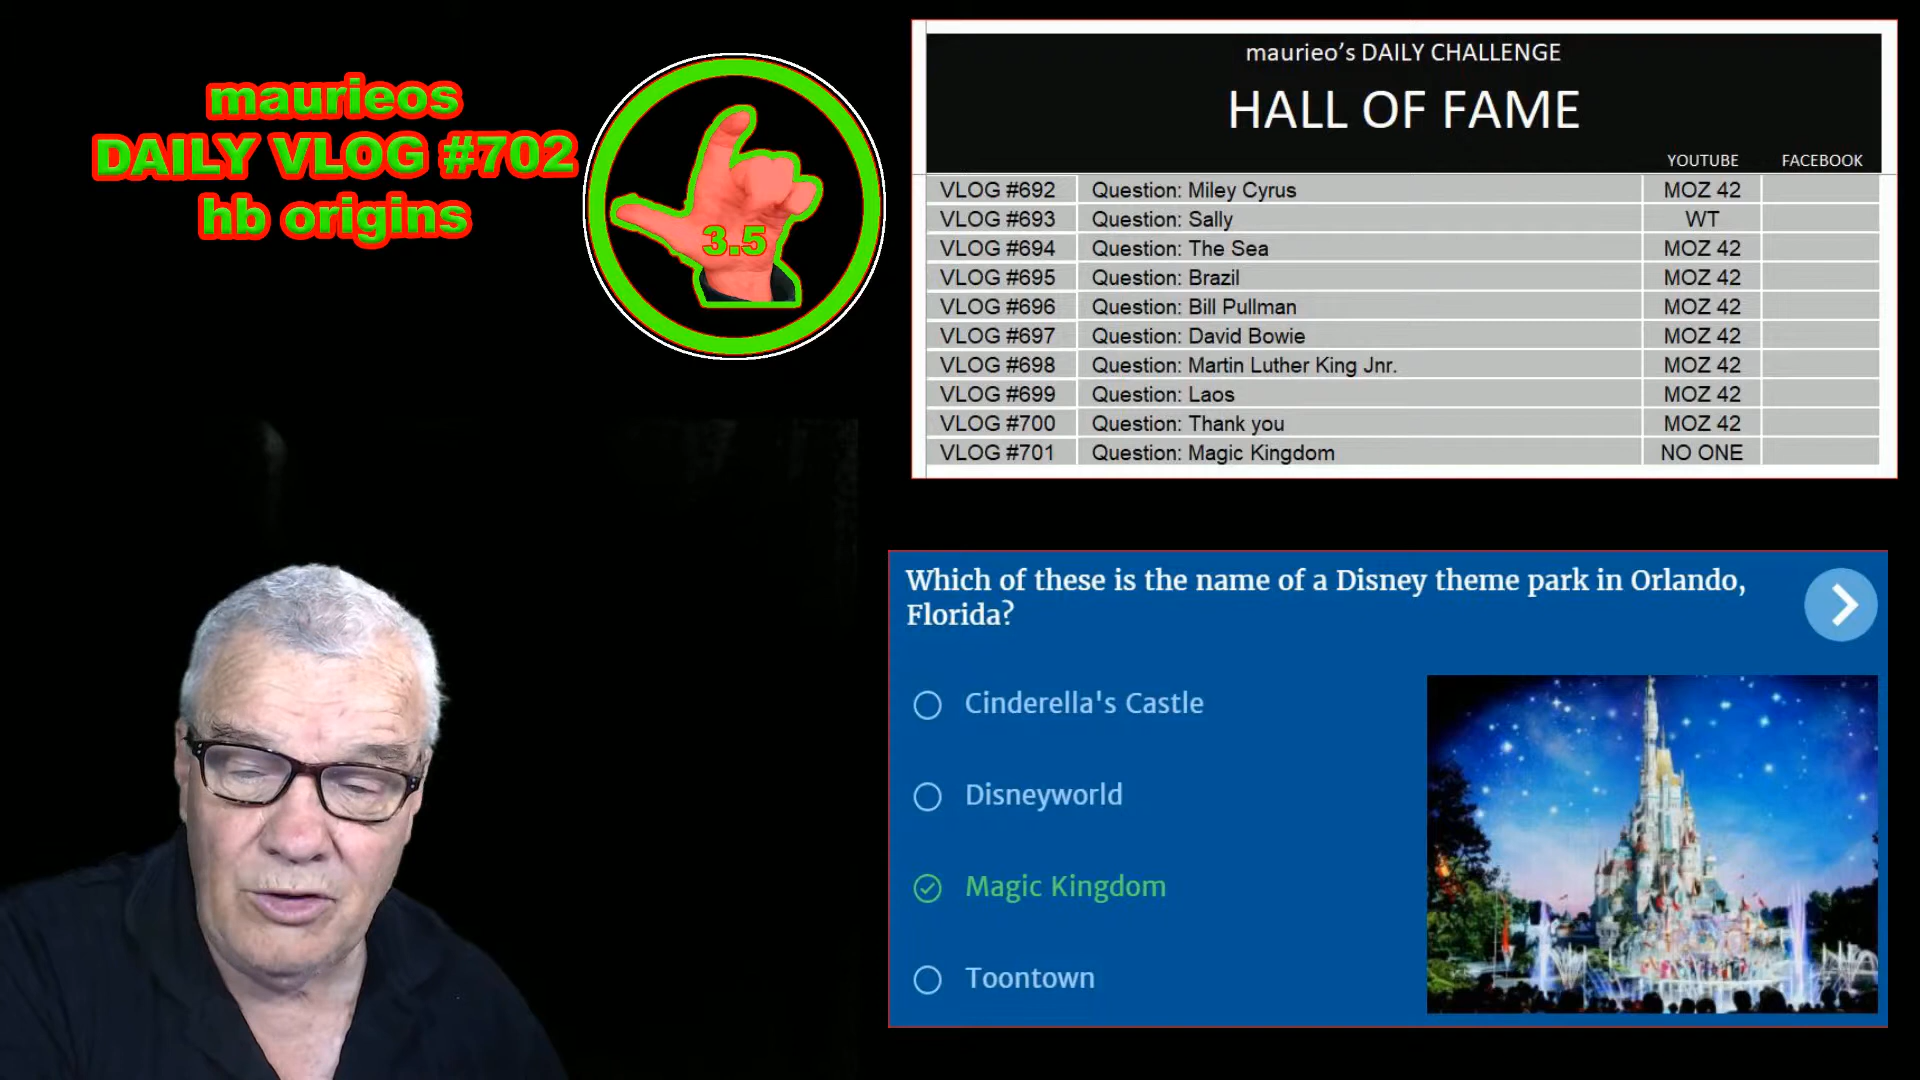 maurieos
DAILY VLOG #702
hb origins
3.5
maurieo’s DAILY CHALLENGE
HALL OF FAME
YOUTUBE FACEBOOK
VLOG #692 Question: Miley Cyrus MOZ 42
VLOG #693 Question: Sally WT
VLOG #694 Question: The Sea MOZ 42
VLOG #695 Question: Brazil MOZ 42
VLOG #696 Question: Bill Pullman MOZ 42
VLOG #697 Question: David Bowie MOZ 42
VLOG #698 Question: Martin Luther King Jnr. MOZ 42
VLOG #699 Question: Laos MOZ 42
VLOG #700 Question: Thank you MOZ 42
VLOG #701 Question: Magic Kingdom NO ONE
Which of these is the name of a Disney theme park in Orlando,
Florida?
Cinderella's Castle
Disneyworld
Magic Kingdom
Toontown